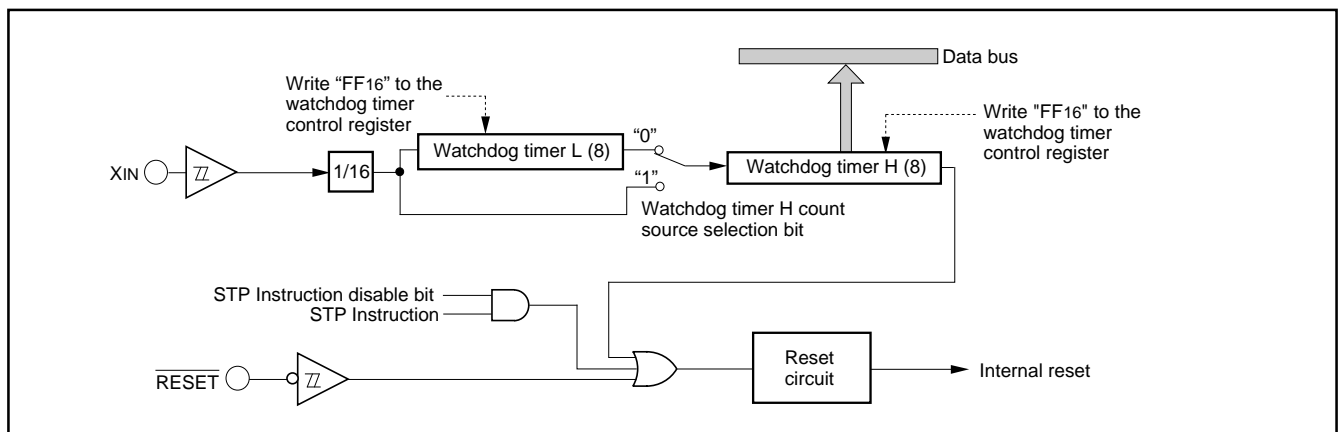 Data bus
Write “FF16” to the
watchdog timer
control register
Write "FF16" to the
watchdog timer
control register
“0”
Watchdog timer L (8)
Watchdog timer H (8)
XIN
1/16
“1”
Watchdog timer H count
source selection bit
STP Instruction disable bit
STP Instruction
RESET
Reset
circuit
Internal reset